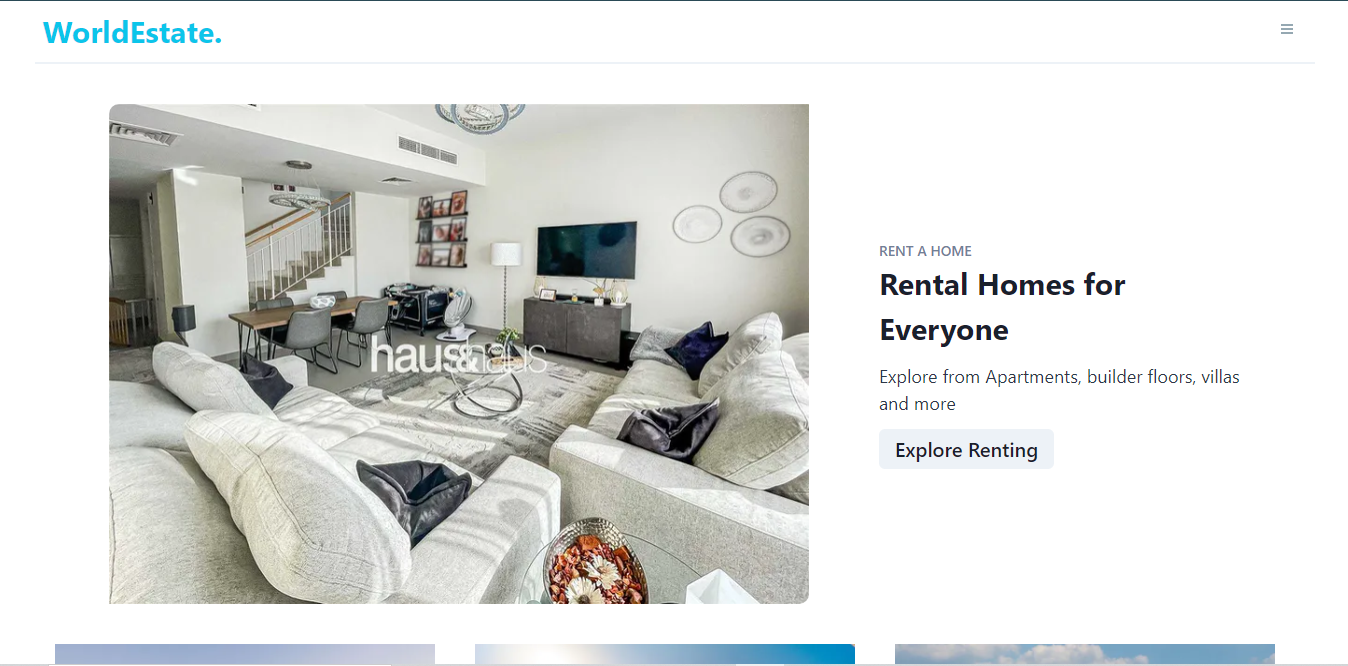 WorldEstate.
haus&haus
RENT A HOME
Rental Homes for
Everyone
Explore from Apartments, builder floors, villas
and more
Explore Renting